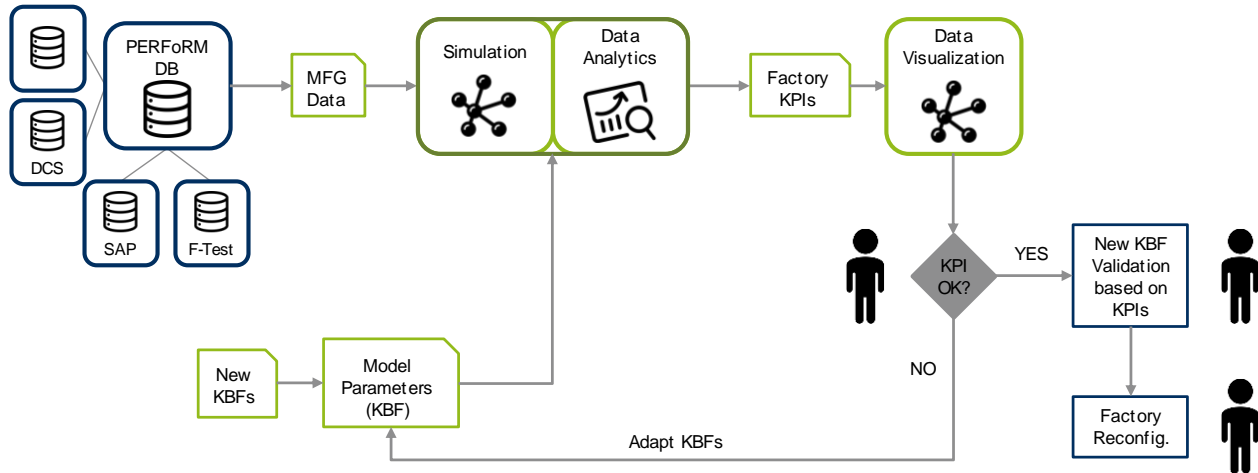 PERFoRM
DB
DCS
SAP
F-Test
MFG
Data
Simulation
Data
Analytics
Factory
KPIs
Data
Visualization
KPI
OK?
YES
New KBF
Validation
based on
KPIs
NO
New
KBFs
Model
Parameters
(KBF)
Adapt KBFs
Factory
Reconfig.